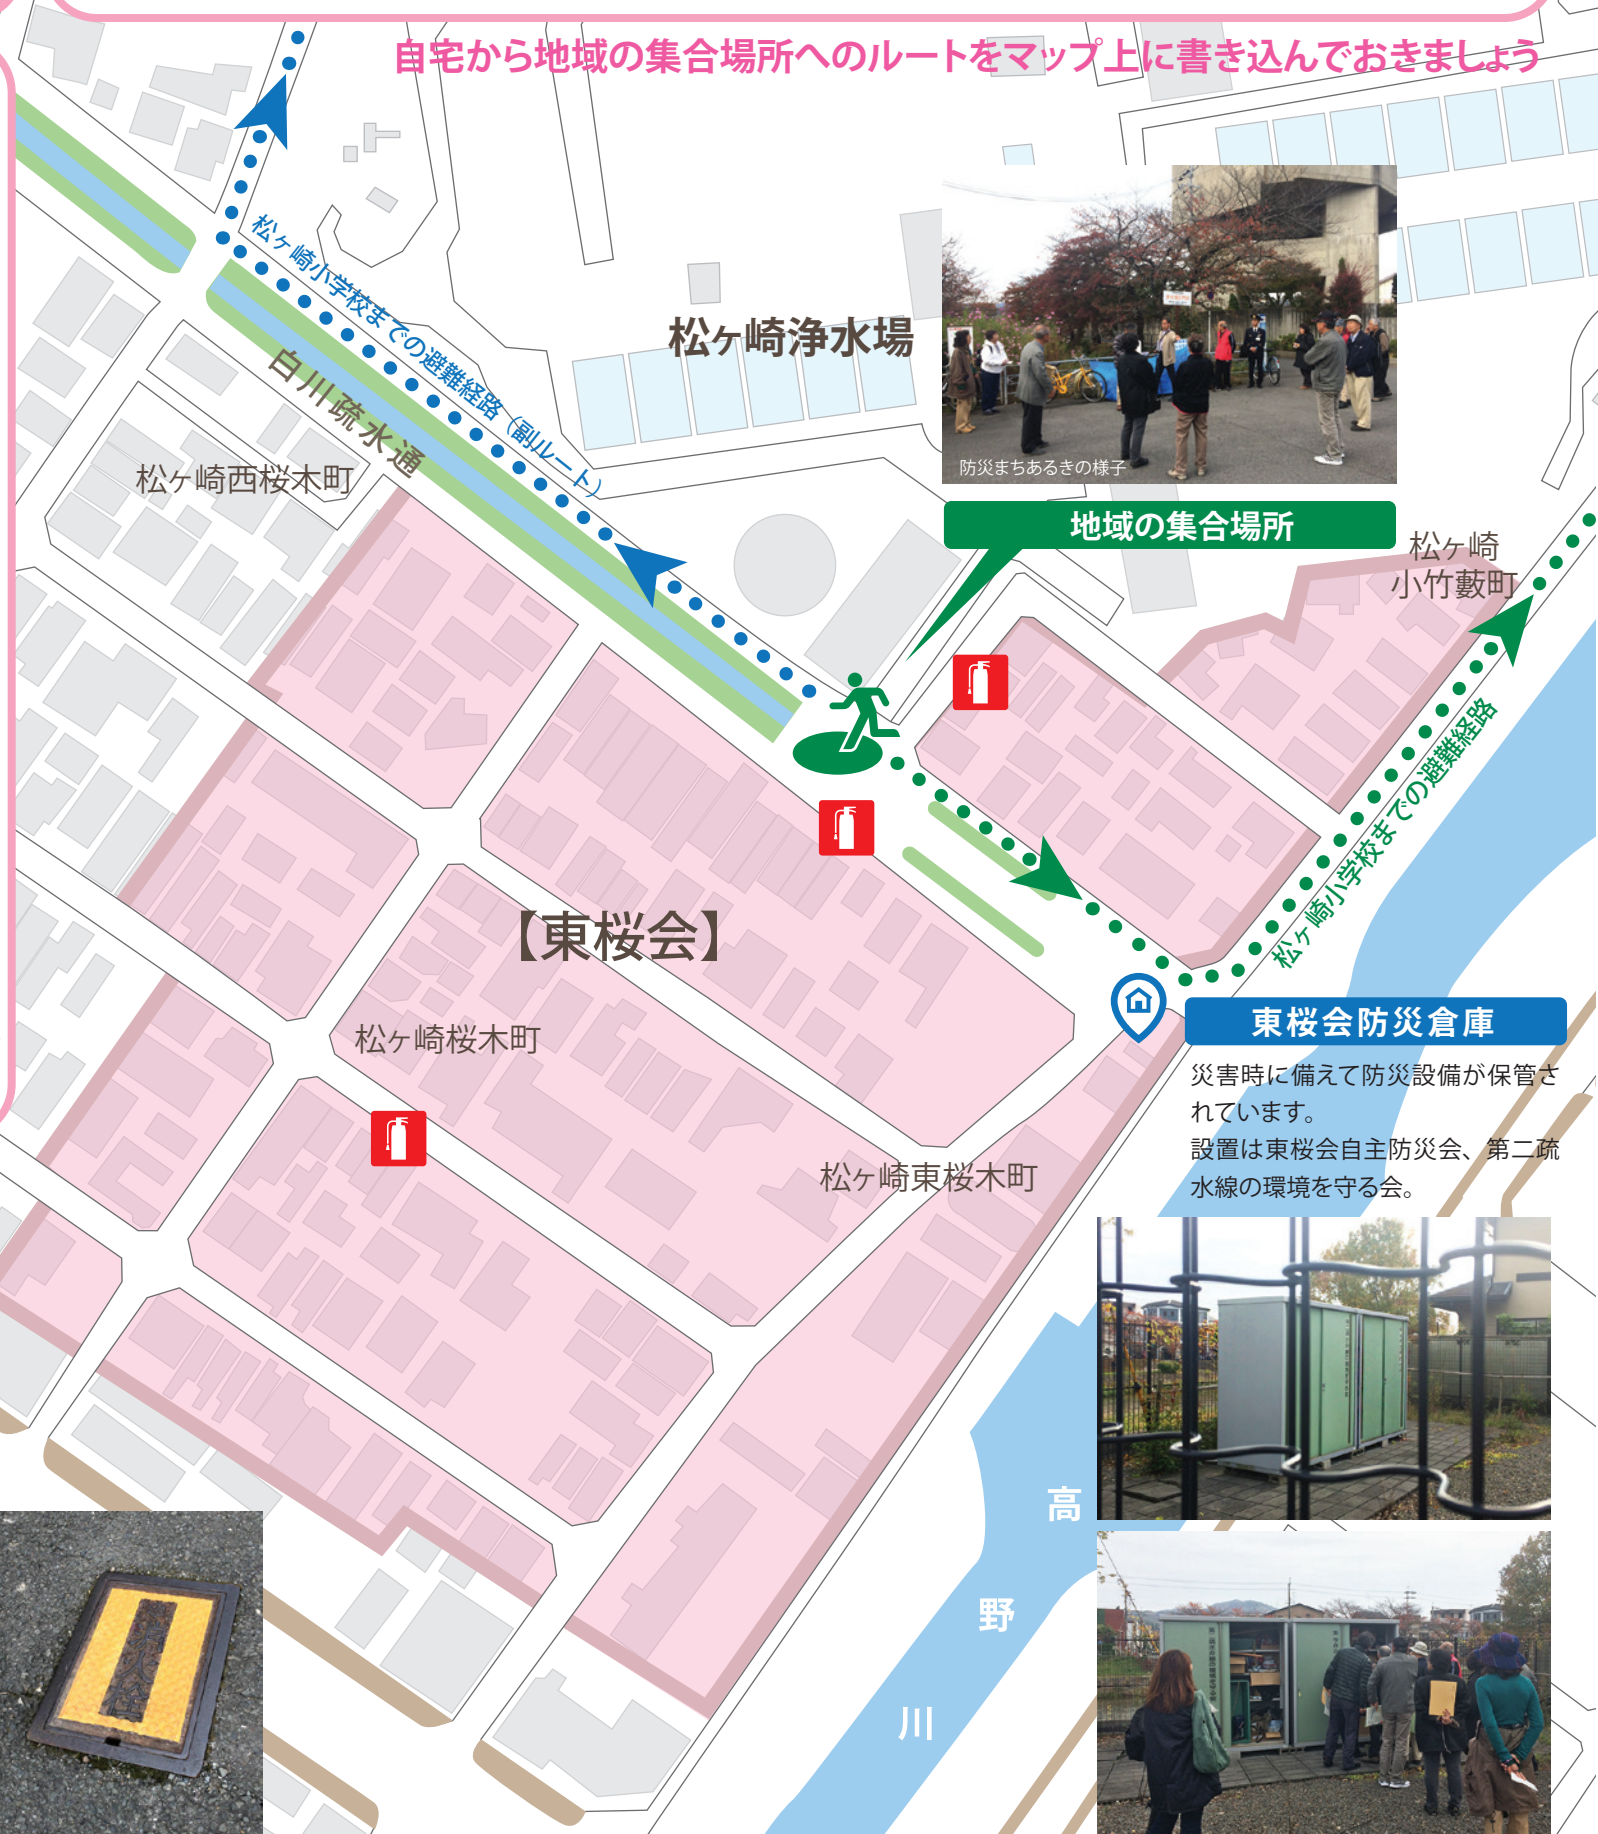 自宅から地域の集合場所へのルートをマップ上に書き込んでおきましょう
松ヶ崎小学校までの避難経路（副ルート）
白川疏水通
松ヶ崎浄水場
防災まちあるきの様子
地域の集合場所
松ヶ崎西桜木町
松ヶ崎
小竹藪町
松ヶ崎小学校までの避難経路
【東桜会】
松ヶ崎桜木町
東桜会防災倉庫
災害時に備えて防災設備が保管さ
れています。
設置は東桜会自主防災会、第二疏
水線の環境を守る会。
松ヶ崎東桜木町
高
野
川
消火栓